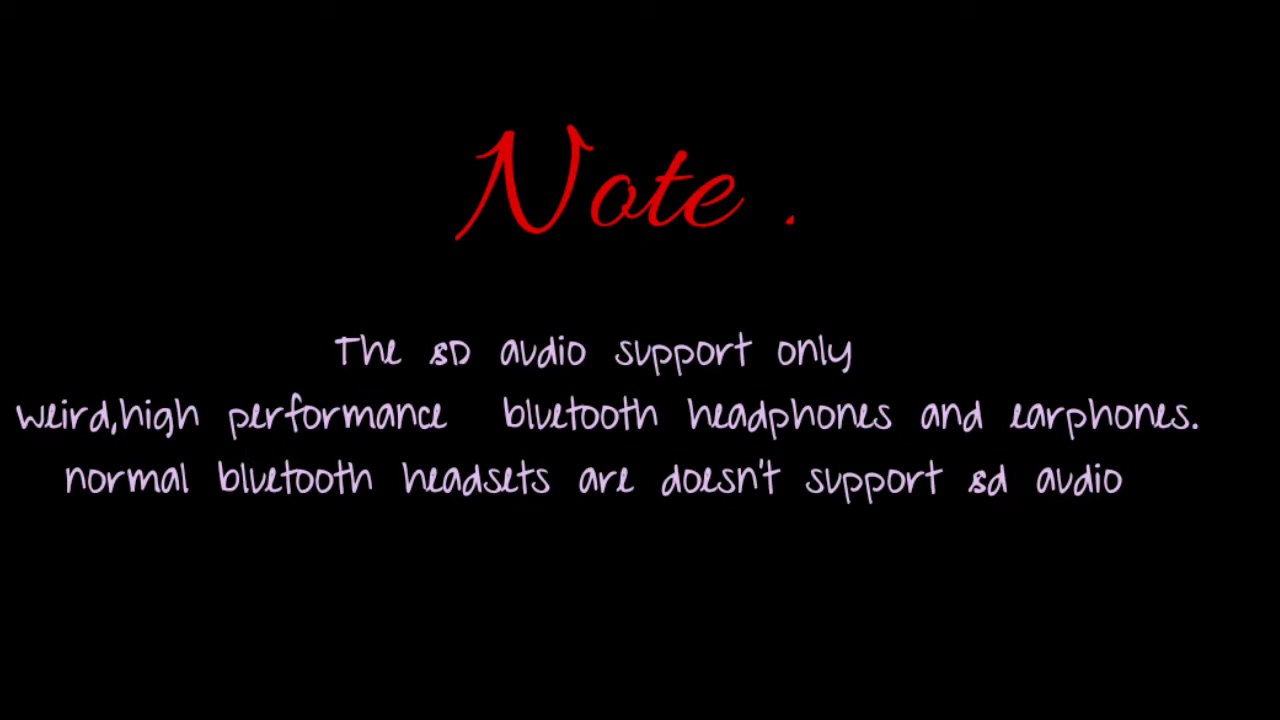 Note .
The 8D audio support only
weird,high performance bluetooth headphones and earphones.
normal bluetooth headsets are doesn't support 8d audio